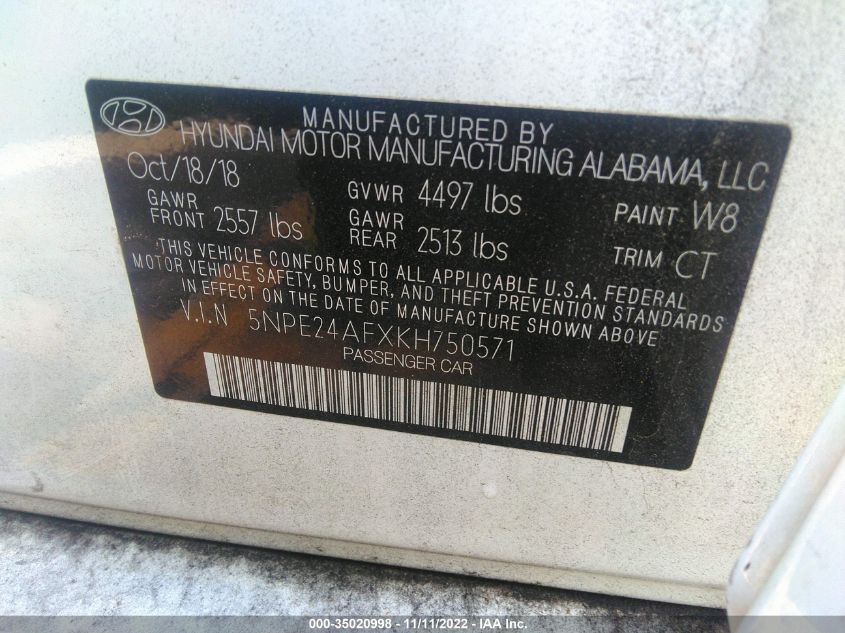 MANUFACTURED BY
HYUNDAI MOTOR MANUFACTURING ALABAMA, LLC
Oct/18/18 GVWR 4497 lbs PAINT W8
GAWR FRONT 2557 lbs GAWR REAR 2513 lbs TRIM CT
THIS VEHICLE CONFORMS TO ALL APPLICABLE U.S.A. FEDERAL
MOTOR VEHICLE SAFETY, BUMPER, AND THEFT PREVENTION STANDARDS
IN EFFECT ON THE DATE OF MANUFACTURE SHOWN ABOVE
V.I.N 5NPE24AFXKH750571
PASSENGER CAR
000-35020998 - 11/11/2022 - IAA Inc.